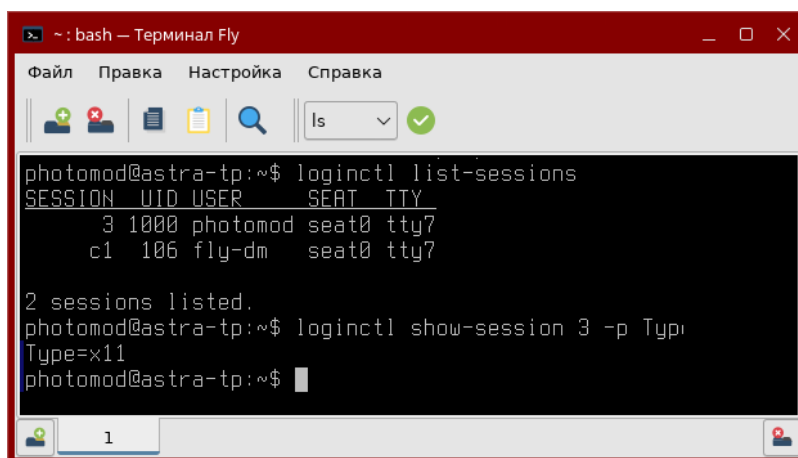 ~ : bash — Терминал Fly
Файл Правка Настройка Справка
ls
photomod@astra-tp:~$ loginctl list-sessions
SESSION UID USER SEAT TTY
3 1000 photomod seat0 tty7
c1 106 fly-dm seat0 tty7
2 sessions listed.
photomod@astra-tp:~$ loginctl show-session 3 -p
Type=x11
photomod@astra-tp:~$
1